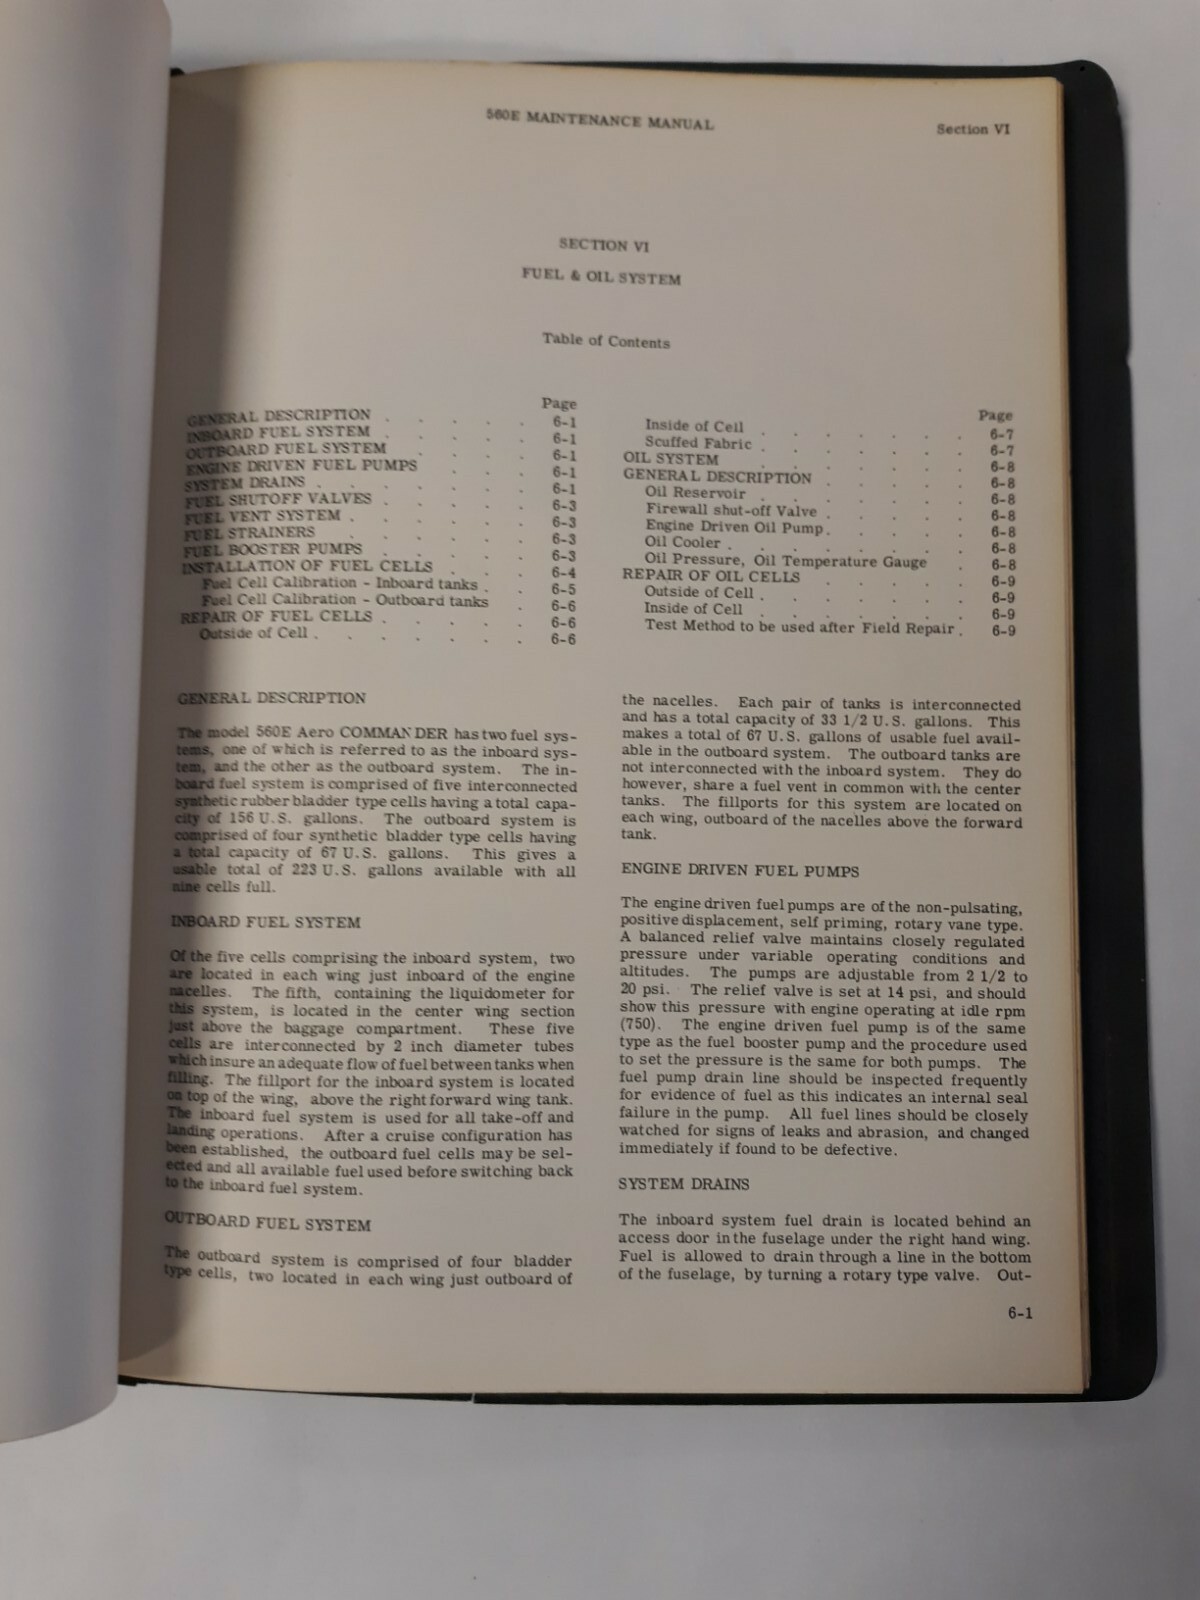 560E MAINTENANCE MANUAL
Section VI
SECTION VI
FUEL & OIL SYSTEM
Table of Contents
Page
GENERAL DESCRIPTION . . . . . 6-1
INBOARD FUEL SYSTEM . . . . . 6-1
OUTBOARD FUEL SYSTEM . . . . 6-1
ENGINE DRIVEN FUEL PUMPS . . . 6-1
SYSTEM DRAINS . . . . . . . 6-1
FUEL SHUTOFF VALVES . . . . . 6-3
FUEL VENT SYSTEM . . . . . . 6-3
FUEL STRAINERS . . . . . . 6-3
FUEL BOOSTER PUMPS . . . . . 6-3
INSTALLATION OF FUEL CELLS . . . 6-4
Fuel Cell Calibration - Inboard tanks . . 6-5
Fuel Cell Calibration - Outboard tanks . 6-6
REPAIR OF FUEL CELLS . . . . . 6-6
Outside of Cell . . . . . . . 6-6
Page
Inside of Cell . . . . . . . 6-7
Scuffed Fabric . . . . . . . 6-7
OIL SYSTEM . . . . . . . 6-8
GENERAL DESCRIPTION . . . . . 6-8
Oil Reservoir . . . . . . . 6-8
Firewall shut-off Valve . . . . . 6-8
Engine Driven Oil Pump . . . . . 6-8
Oil Cooler . . . . . . . . 6-8
Oil Pressure, Oil Temperature Gauge . 6-8
REPAIR OF OIL CELLS . . . . . 6-9
Outside of Cell . . . . . . . 6-9
Inside of Cell . . . . . . . 6-9
Test Method to be used after Field Repair . 6-9
GENERAL DESCRIPTION
The model 560E Aero COMMANDER has two fuel sys-
tems, one of which is referred to as the inboard sys-
tem, and the other as the outboard system. The in-
board fuel system is comprised of five interconnected
synthetic rubber bladder type cells having a total capa-
city of 156 U.S. gallons. The outboard system is
comprised of four synthetic bladder type cells having
a total capacity of 67 U.S. gallons. This gives a
usable total of 223 U.S. gallons available with all
nine cells full.
INBOARD FUEL SYSTEM
Of the five cells comprising the inboard system, two
are located in each wing just inboard of the engine
nacelles. The fifth, containing the liquidometer for
this system, is located in the center wing section
just above the baggage compartment. These five
cells are interconnected by 2 inch diameter tubes
which insure an adequate flow of fuel between tanks when
filling. The fillport for the inboard system is located
on top of the wing, above the right forward wing tank.
The inboard fuel system is used for all take-off and
landing operations. After a cruise configuration has
been established, the outboard fuel cells may be sel-
ected and all available fuel used before switching back
to the inboard fuel system.
OUTBOARD FUEL SYSTEM
The outboard system is comprised of four bladder
type cells, two located in each wing just outboard of
the nacelles. Each pair of tanks is interconnected
and has a total capacity of 33 1/2 U.S. gallons. This
makes a total of 67 U.S. gallons of usable fuel avail-
able in the outboard system. The outboard tanks are
not interconnected with the inboard system. They do
however, share a fuel vent in common with the center
tanks. The fillports for this system are located on
each wing, outboard of the nacelles above the forward
tank.
ENGINE DRIVEN FUEL PUMPS
The engine driven fuel pumps are of the non-pulsating,
positive displacement, self priming, rotary vane type.
A balanced relief valve maintains closely regulated
pressure under variable operating conditions and
altitudes. The pumps are adjustable from 2 1/2 to
20 psi. The relief valve is set at 14 psi, and should
show this pressure with engine operating at idle rpm
(750). The engine driven fuel pump is of the same
type as the fuel booster pump and the procedure used
to set the pressure is the same for both pumps. The
fuel pump drain line should be inspected frequently
for evidence of fuel as this indicates an internal seal
failure in the pump. All fuel lines should be closely
watched for signs of leaks and abrasion, and changed
immediately if found to be defective.
SYSTEM DRAINS
The inboard system fuel drain is located behind an
access door in the fuselage under the right hand wing.
Fuel is allowed to drain through a line in the bottom
of the fuselage, by turning a rotary type valve. Out-
6-1